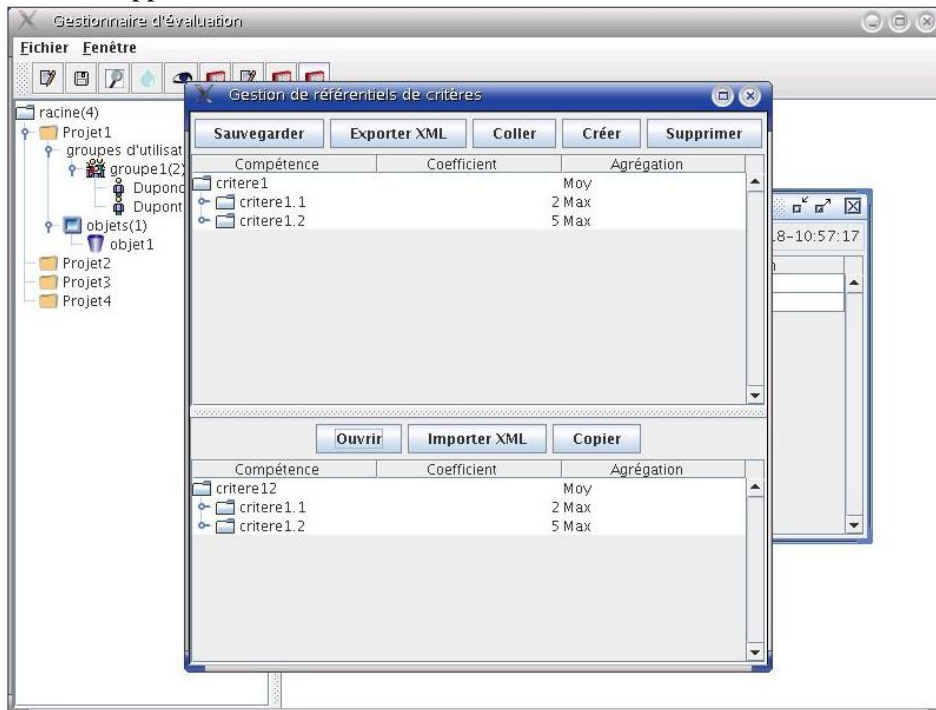 Gestionnaire d'évaluation
Fichier Fenêtre
Gestion de référentiels de critères
racine(4)
Projet1
groupes d'utilisat
groupe1(2)
Dupond
Dupont
objets(1)
objet1
Projet2
Projet3
Projet4
Sauvegarder Exporter XML Coller Créer Supprimer
Compétence Coefficient Agrégation
critere1 Moy
critere1.1 2 Max
critere1.2 5 Max
Ouvrir Importer XML Copier
Compétence Coefficient Agrégation
critere12 Moy
critere1.1 2 Max
critere1.2 5 Max
8-10:57:17